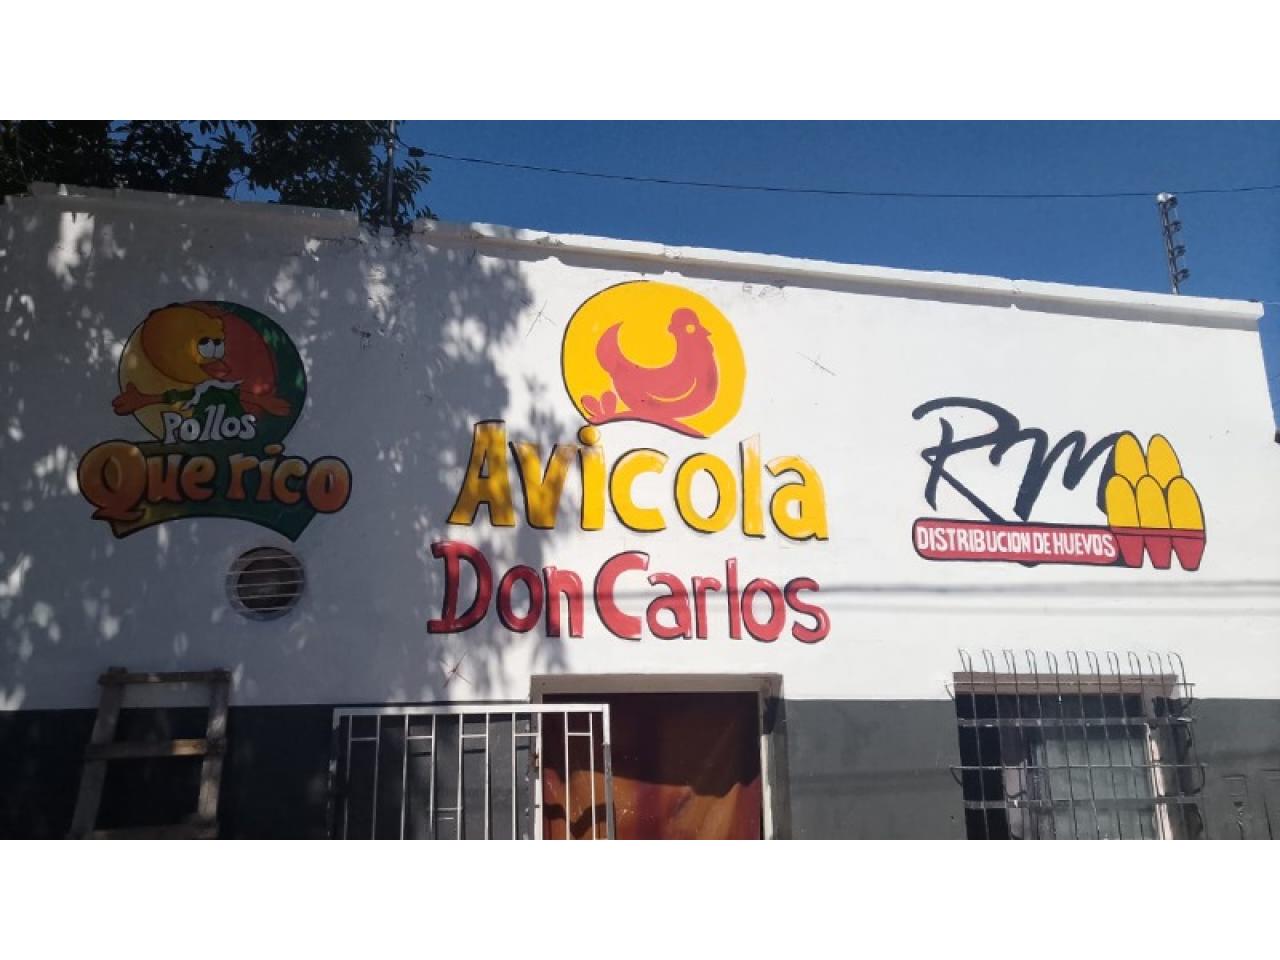 Pollos
Que rico
Avicola
Don Carlos
RM
DISTRIBUCION DE HUEVOS